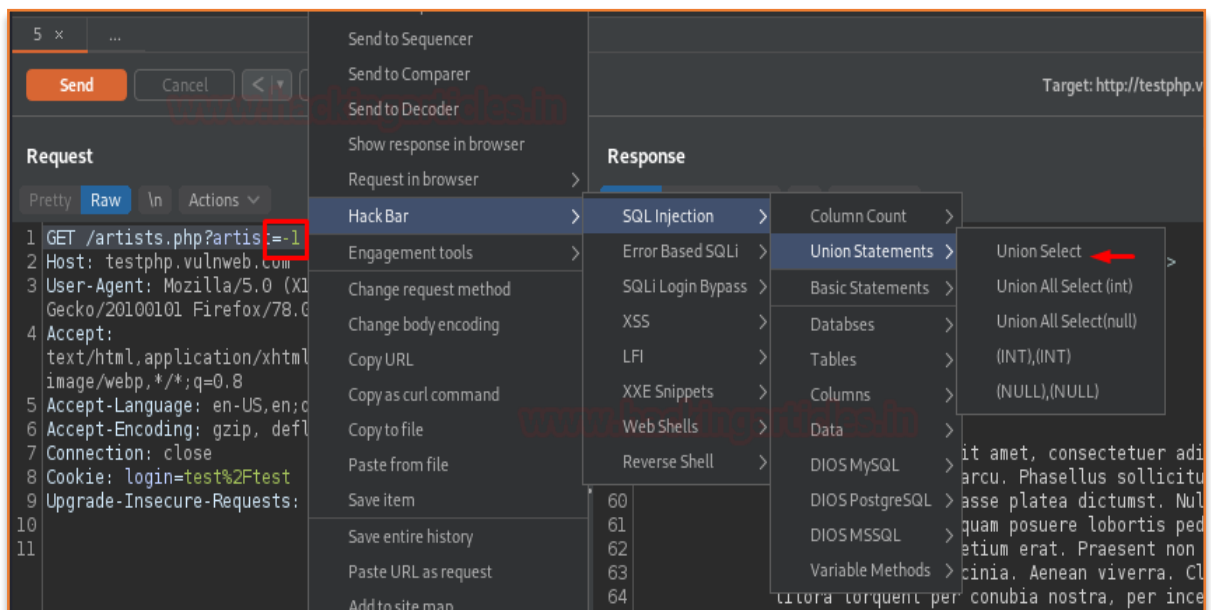 5 ×
...
Send
Cancel
<
Target: http://testphp.v
Request
Pretty
Raw
\n
Actions
1 GET /artists.php?artist=-1
2 Host: testphp.vulnweb.com
3 User-Agent: Mozilla/5.0 (X1
Gecko/20100101 Firefox/78.0
4 Accept:
text/html,application/xhtml
image/webp,*/*;q=0.8
5 Accept-Language: en-US,en;q
6 Accept-Encoding: gzip, defl
7 Connection: close
8 Cookie: login=test%2Ftest
9 Upgrade-Insecure-Requests:
10
11
Send to Sequencer
Send to Comparer
Send to Decoder
Show response in browser
Request in browser >
Hack Bar >
Engagement tools >
Change request method
Change body encoding
Copy URL
Copy as curl command
Copy to file
Paste from file
Save item
Save entire history
Paste URL as request
Add to site map
Response
SQL Injection >
Error Based SQLi >
SQLi Login Bypass >
XSS >
LFI >
XXE Snippets >
Web Shells >
Reverse Shell >
Column Count >
Union Statements >
Basic Statements >
Databses >
Tables >
Columns >
Data >
DIOS MySQL >
DIOS PostgreSQL >
DIOS MSSQL >
Variable Methods >
Union Select
Union All Select (int)
Union All Select(null)
(INT),(INT)
(NULL),(NULL)
>
it amet, consectetuer adi
arcu. Phasellus sollicitu
60 asse platea dictumst. Nul
61 quam posuere lobortis ped
62 etium erat. Praesent non
63 cinia. Aenean viverra. Cl
64 litora torquent per conubia nostra, per ince